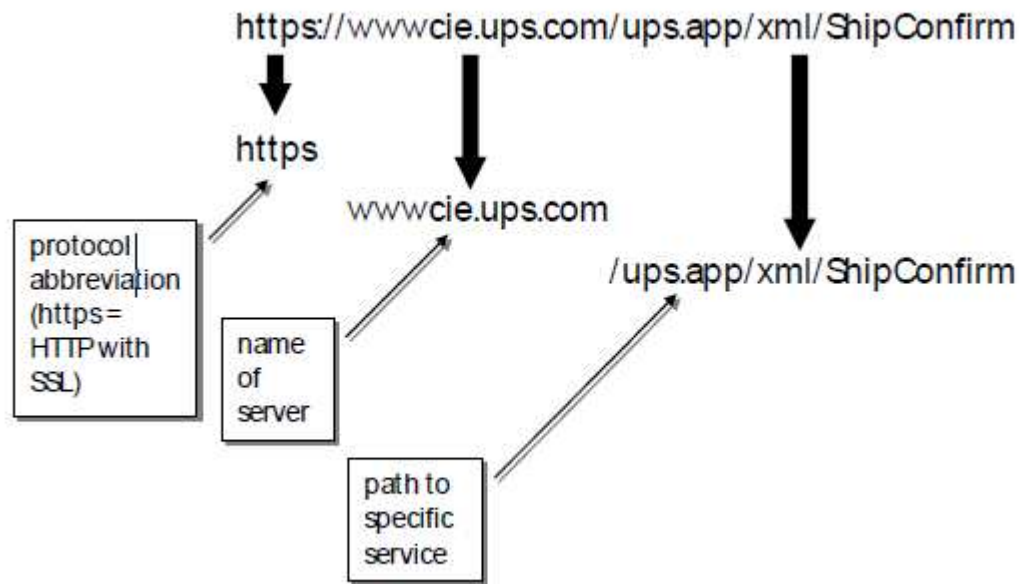 https://wwwcie.ups.com/ups.app/xml/ShipConfirm
https
wwwcie.ups.com
/ups.app/xml/ShipConfirm
protocol
abbreviation
(https =
HTTP with
SSL)
name
of
server
path to
specific
service